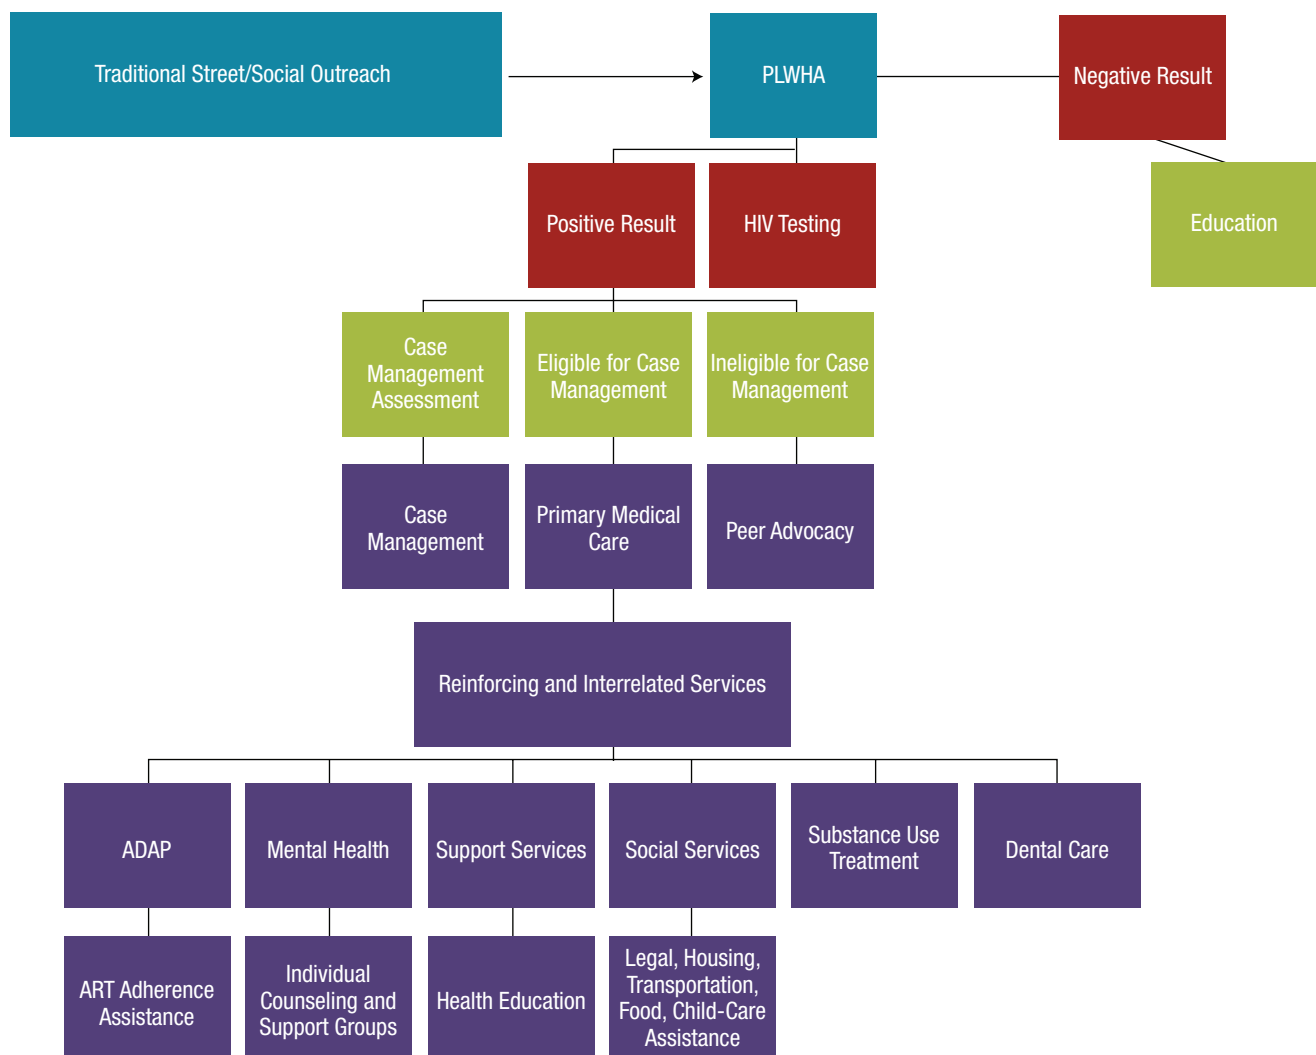 Traditional Street/Social Outreach
PLWHA
Negative Result
Positive Result
HIV Testing
Education
Case
Management
Assessment
Eligible for Case
Management
Ineligible for Case
Management
Case
Management
Primary Medical
Care
Peer Advocacy
Reinforcing and Interrelated Services
ADAP
Mental Health
Support Services
Social Services
Substance Use
Treatment
Dental Care
ART Adherence
Assistance
Individual
Counseling and
Support Groups
Health Education
Legal, Housing,
Transportation,
Food, Child-Care
Assistance